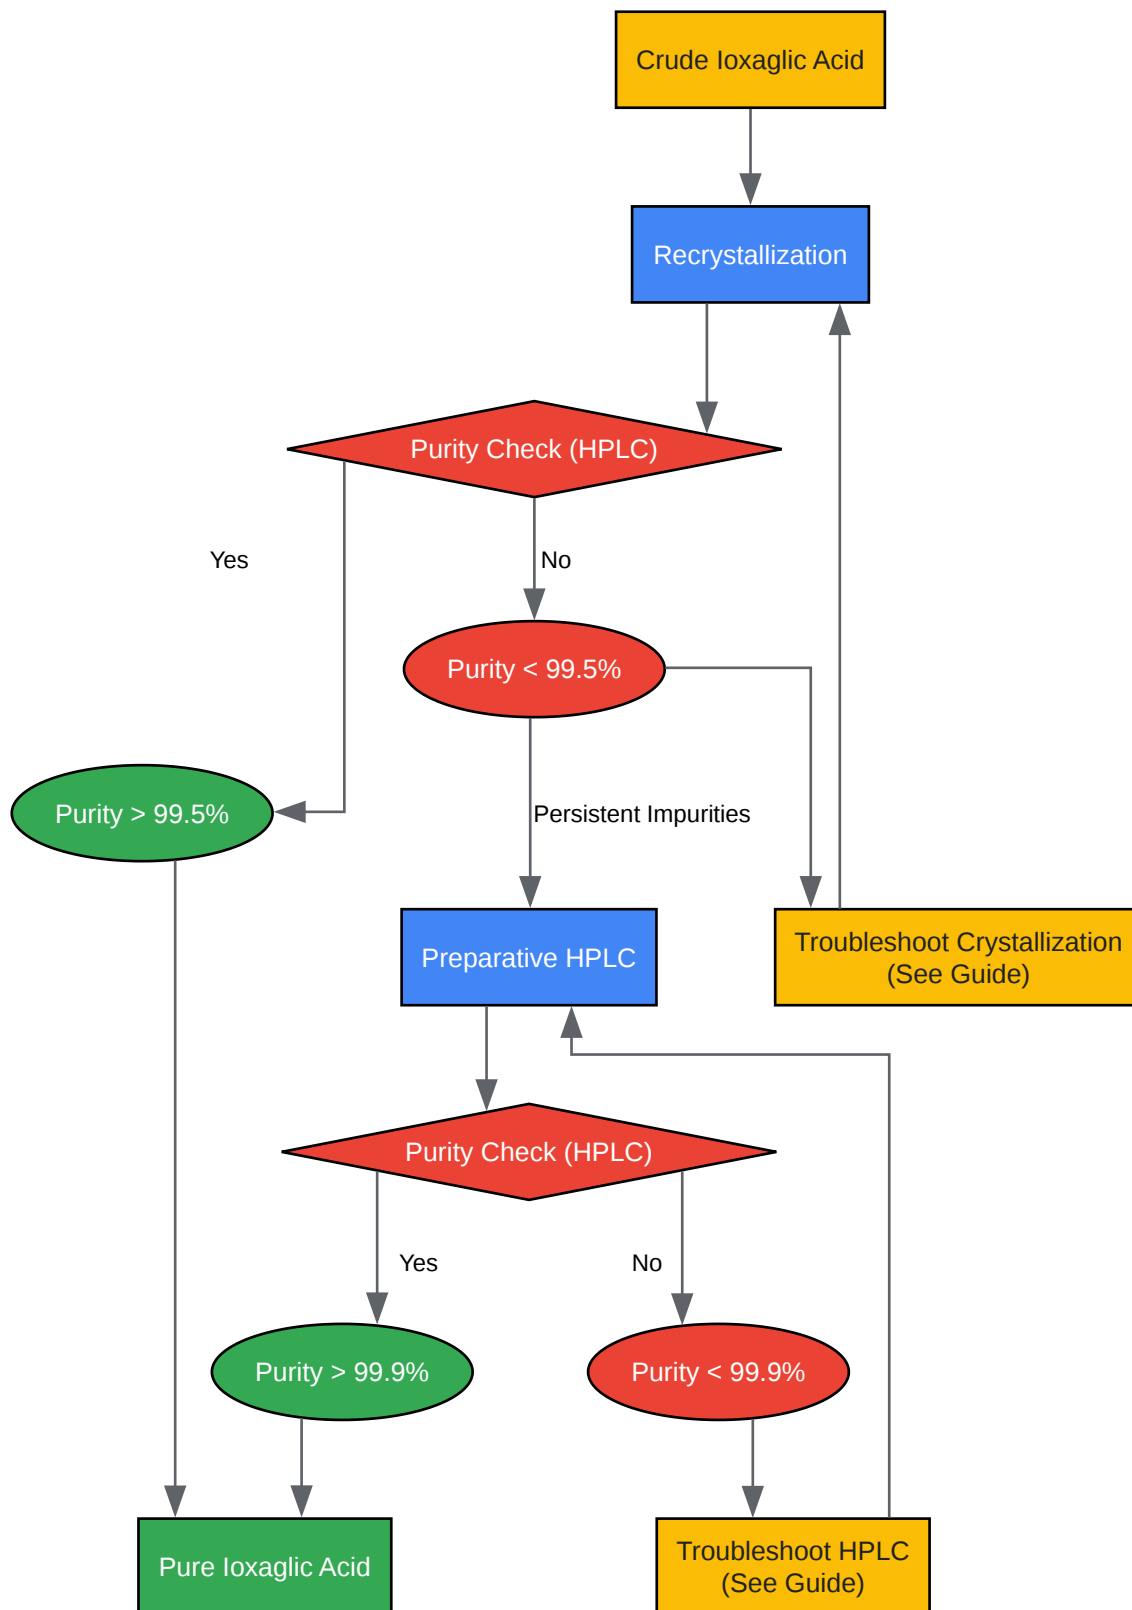 Crude Ioxaglic Acid
Recrystallization
Purity Check (HPLC)
Yes
No
Purity < 99.5%
Purity > 99.5%
Persistent Impurities
Preparative HPLC
Troubleshoot Crystallization
(See Guide)
Purity Check (HPLC)
Yes
No
Purity > 99.9%
Purity < 99.9%
Pure Ioxaglic Acid
Troubleshoot HPLC
(See Guide)